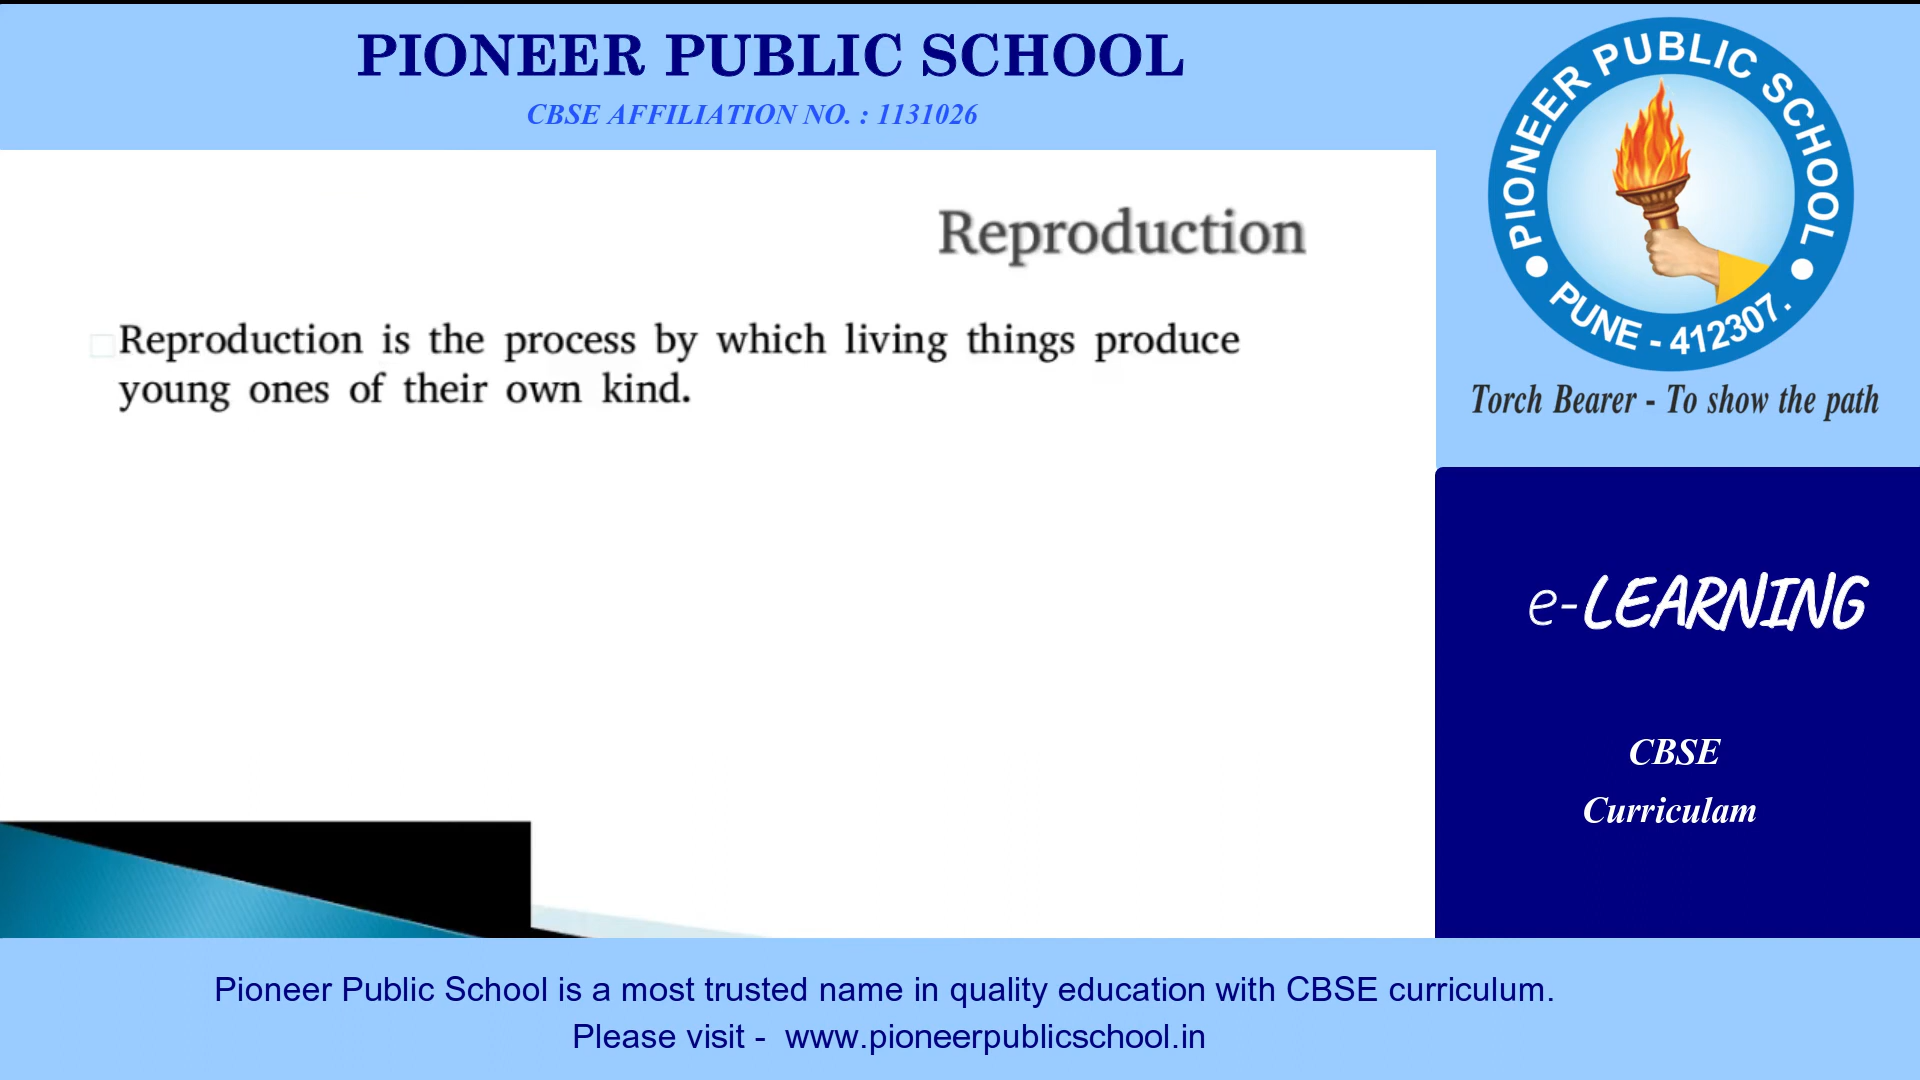 PIONEER PUBLIC SCHOOL
CBSE AFFILIATION NO. : 1131026
PIONEER PUBLIC SCHOOL
PUNE - 412307.
Torch Bearer - To show the path
Reproduction
Reproduction is the process by which living things produce
young ones of their own kind.
e-LEARNING
CBSE
Curriculam
Pioneer Public School is a most trusted name in quality education with CBSE curriculum.
Please visit - www.pioneerpublicschool.in